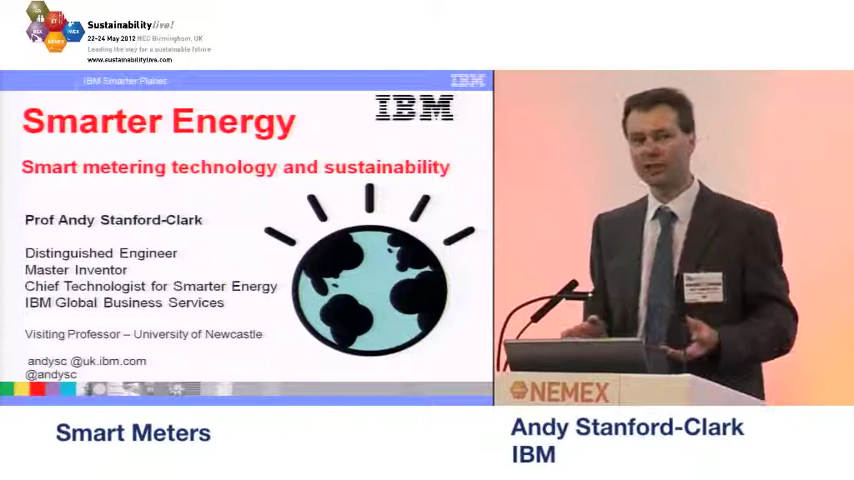 Sustainabilitylive!
22-24 May 2012 NEC Birmingham, UK
Leading the way for a sustainable future
www.sustainabilitylive.com
IBM Smarter Planet
IBM
IBM
Smarter Energy
Smart metering technology and sustainability
Prof Andy Stanford-Clark
Distinguished Engineer
Master Inventor
Chief Technologist for Smarter Energy
IBM Global Business Services
Visiting Professor – University of Newcastle
andysc @uk.ibm.com
@andysc
NEMEX
Smart Meters
Andy Stanford-Clark
IBM